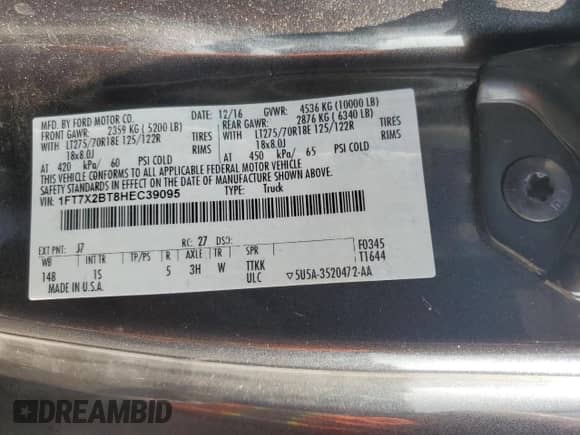 MFD. BY FORD MOTOR CO. DATE: 12/16 GVWR: 4536 KG (10000 LB)
FRONT GAWR: 2359 KG (5200 LB) REAR GAWR: 2876 KG (6340 LB)
WITH LT275/70R18E 125/122R TIRES WITH LT275/70R18E 125/122R TIRES
18x8.0J RIMS 18x8.0J RIMS
AT 420 kPa/ 60 PSI COLD AT 450 kPa/ 65 PSI COLD
THIS VEHICLE CONFORMS TO ALL APPLICABLE FEDERAL MOTOR VEHICLE
SAFETY STANDARDS IN EFFECT ON THE DATE OF MANUFACTURE SHOWN ABOVE.
VIN: 1FT7X2BT8HEC39095 TYPE: Truck
EXT PNT: J7 RC: 27 DSO: F0345
WB INT TR TP/PS R AXLE TR SPR T1644
148 1S 5 3H W TTKK
ULC
MADE IN U.S.A. 5U5A-3520472-AA
DREAMBID